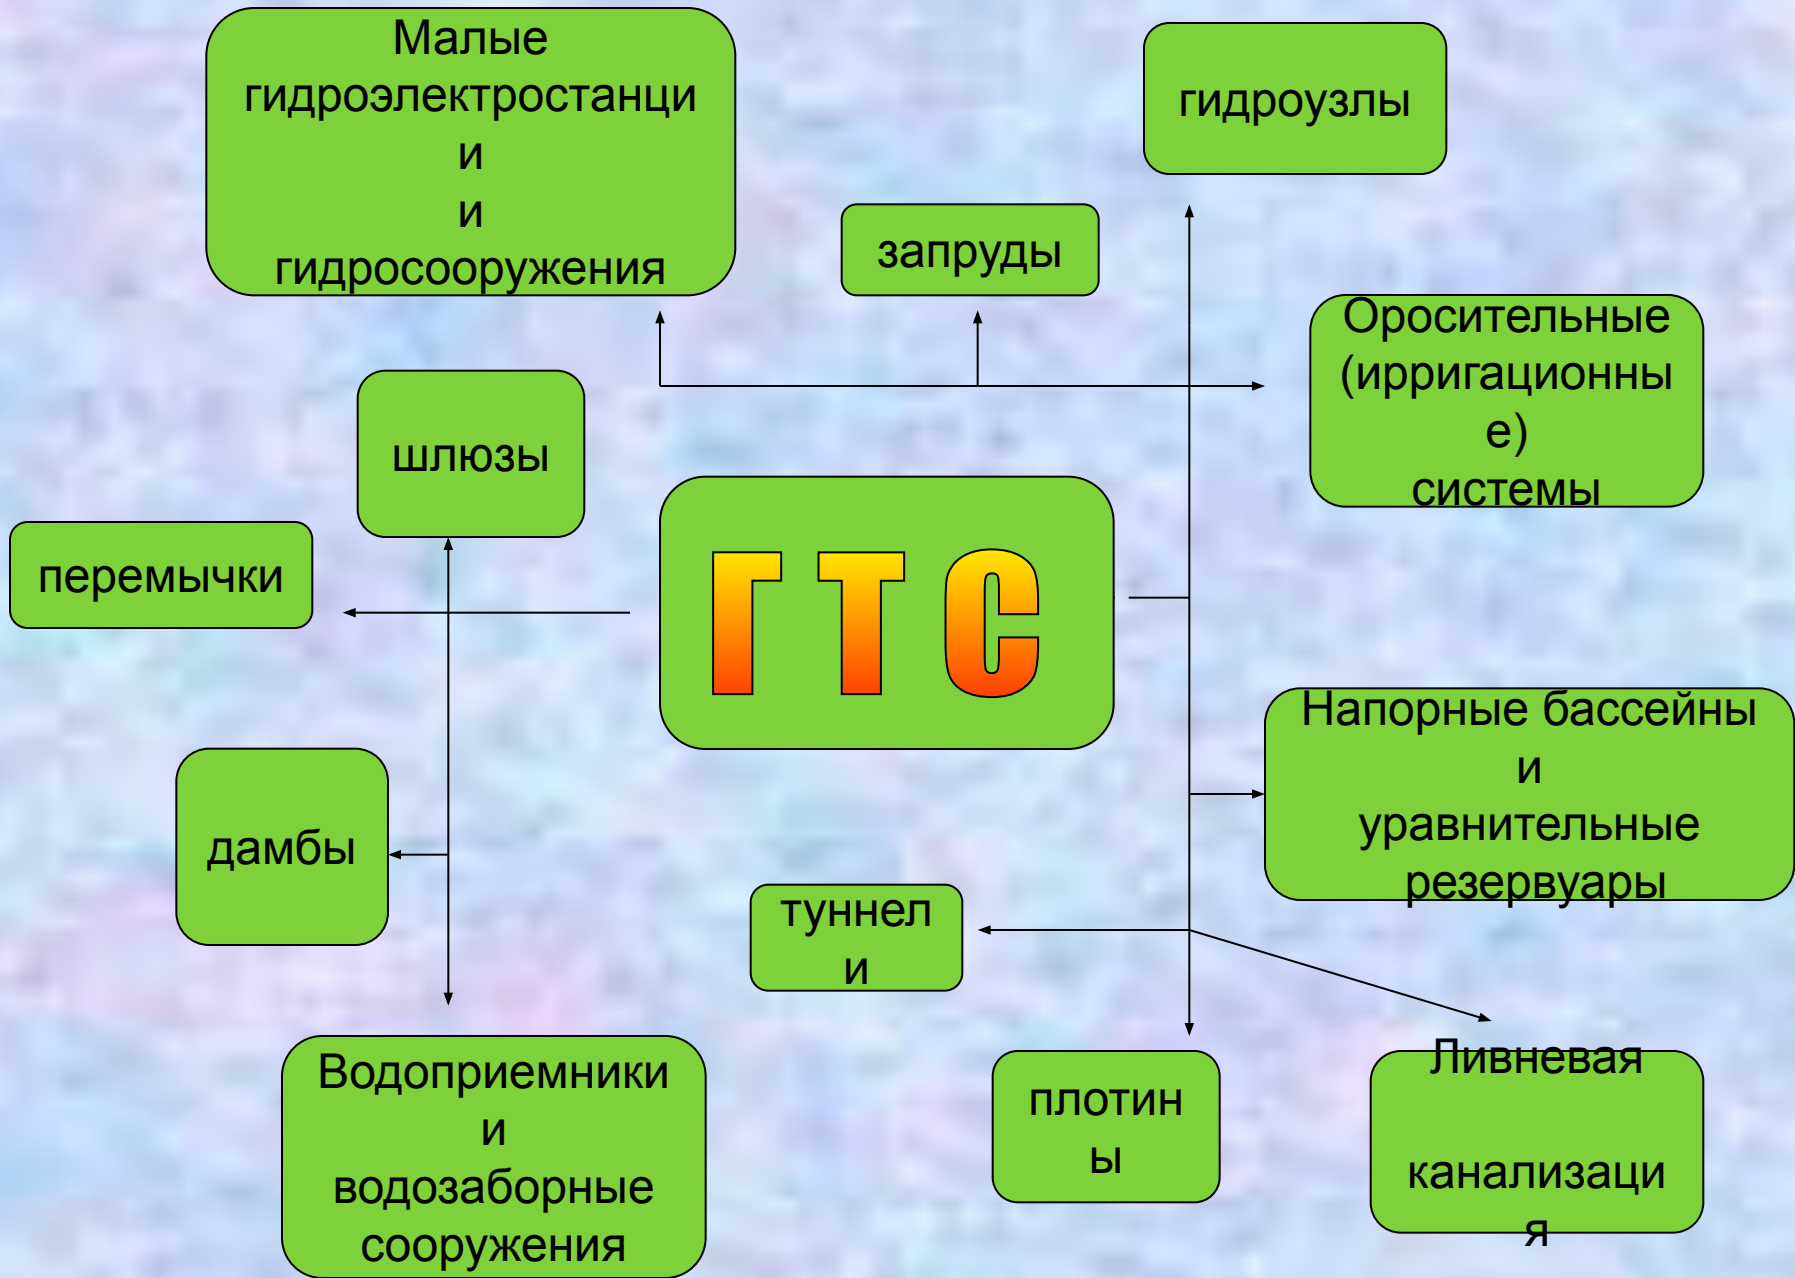 Малые
гидроэлектростанци
и
и
гидросооружения
гидроузлы
запруды
Оросительные
(ирригационны
е)
системы
шлюзы
перемычки
ГТС
Напорные бассейны
и
уравнительные
резервуары
дамбы
туннел
и
Водоприемники
и
водозаборные
сооружения
плотин
ы
Ливневая
канализаци
я